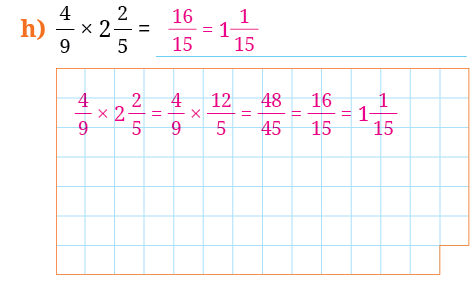 h) 4/9 × 2 2/5 = 16/15 = 1 1/15
4/9 × 2 2/5 = 4/9 × 12/5 = 48/45 = 16/15 = 1 1/15